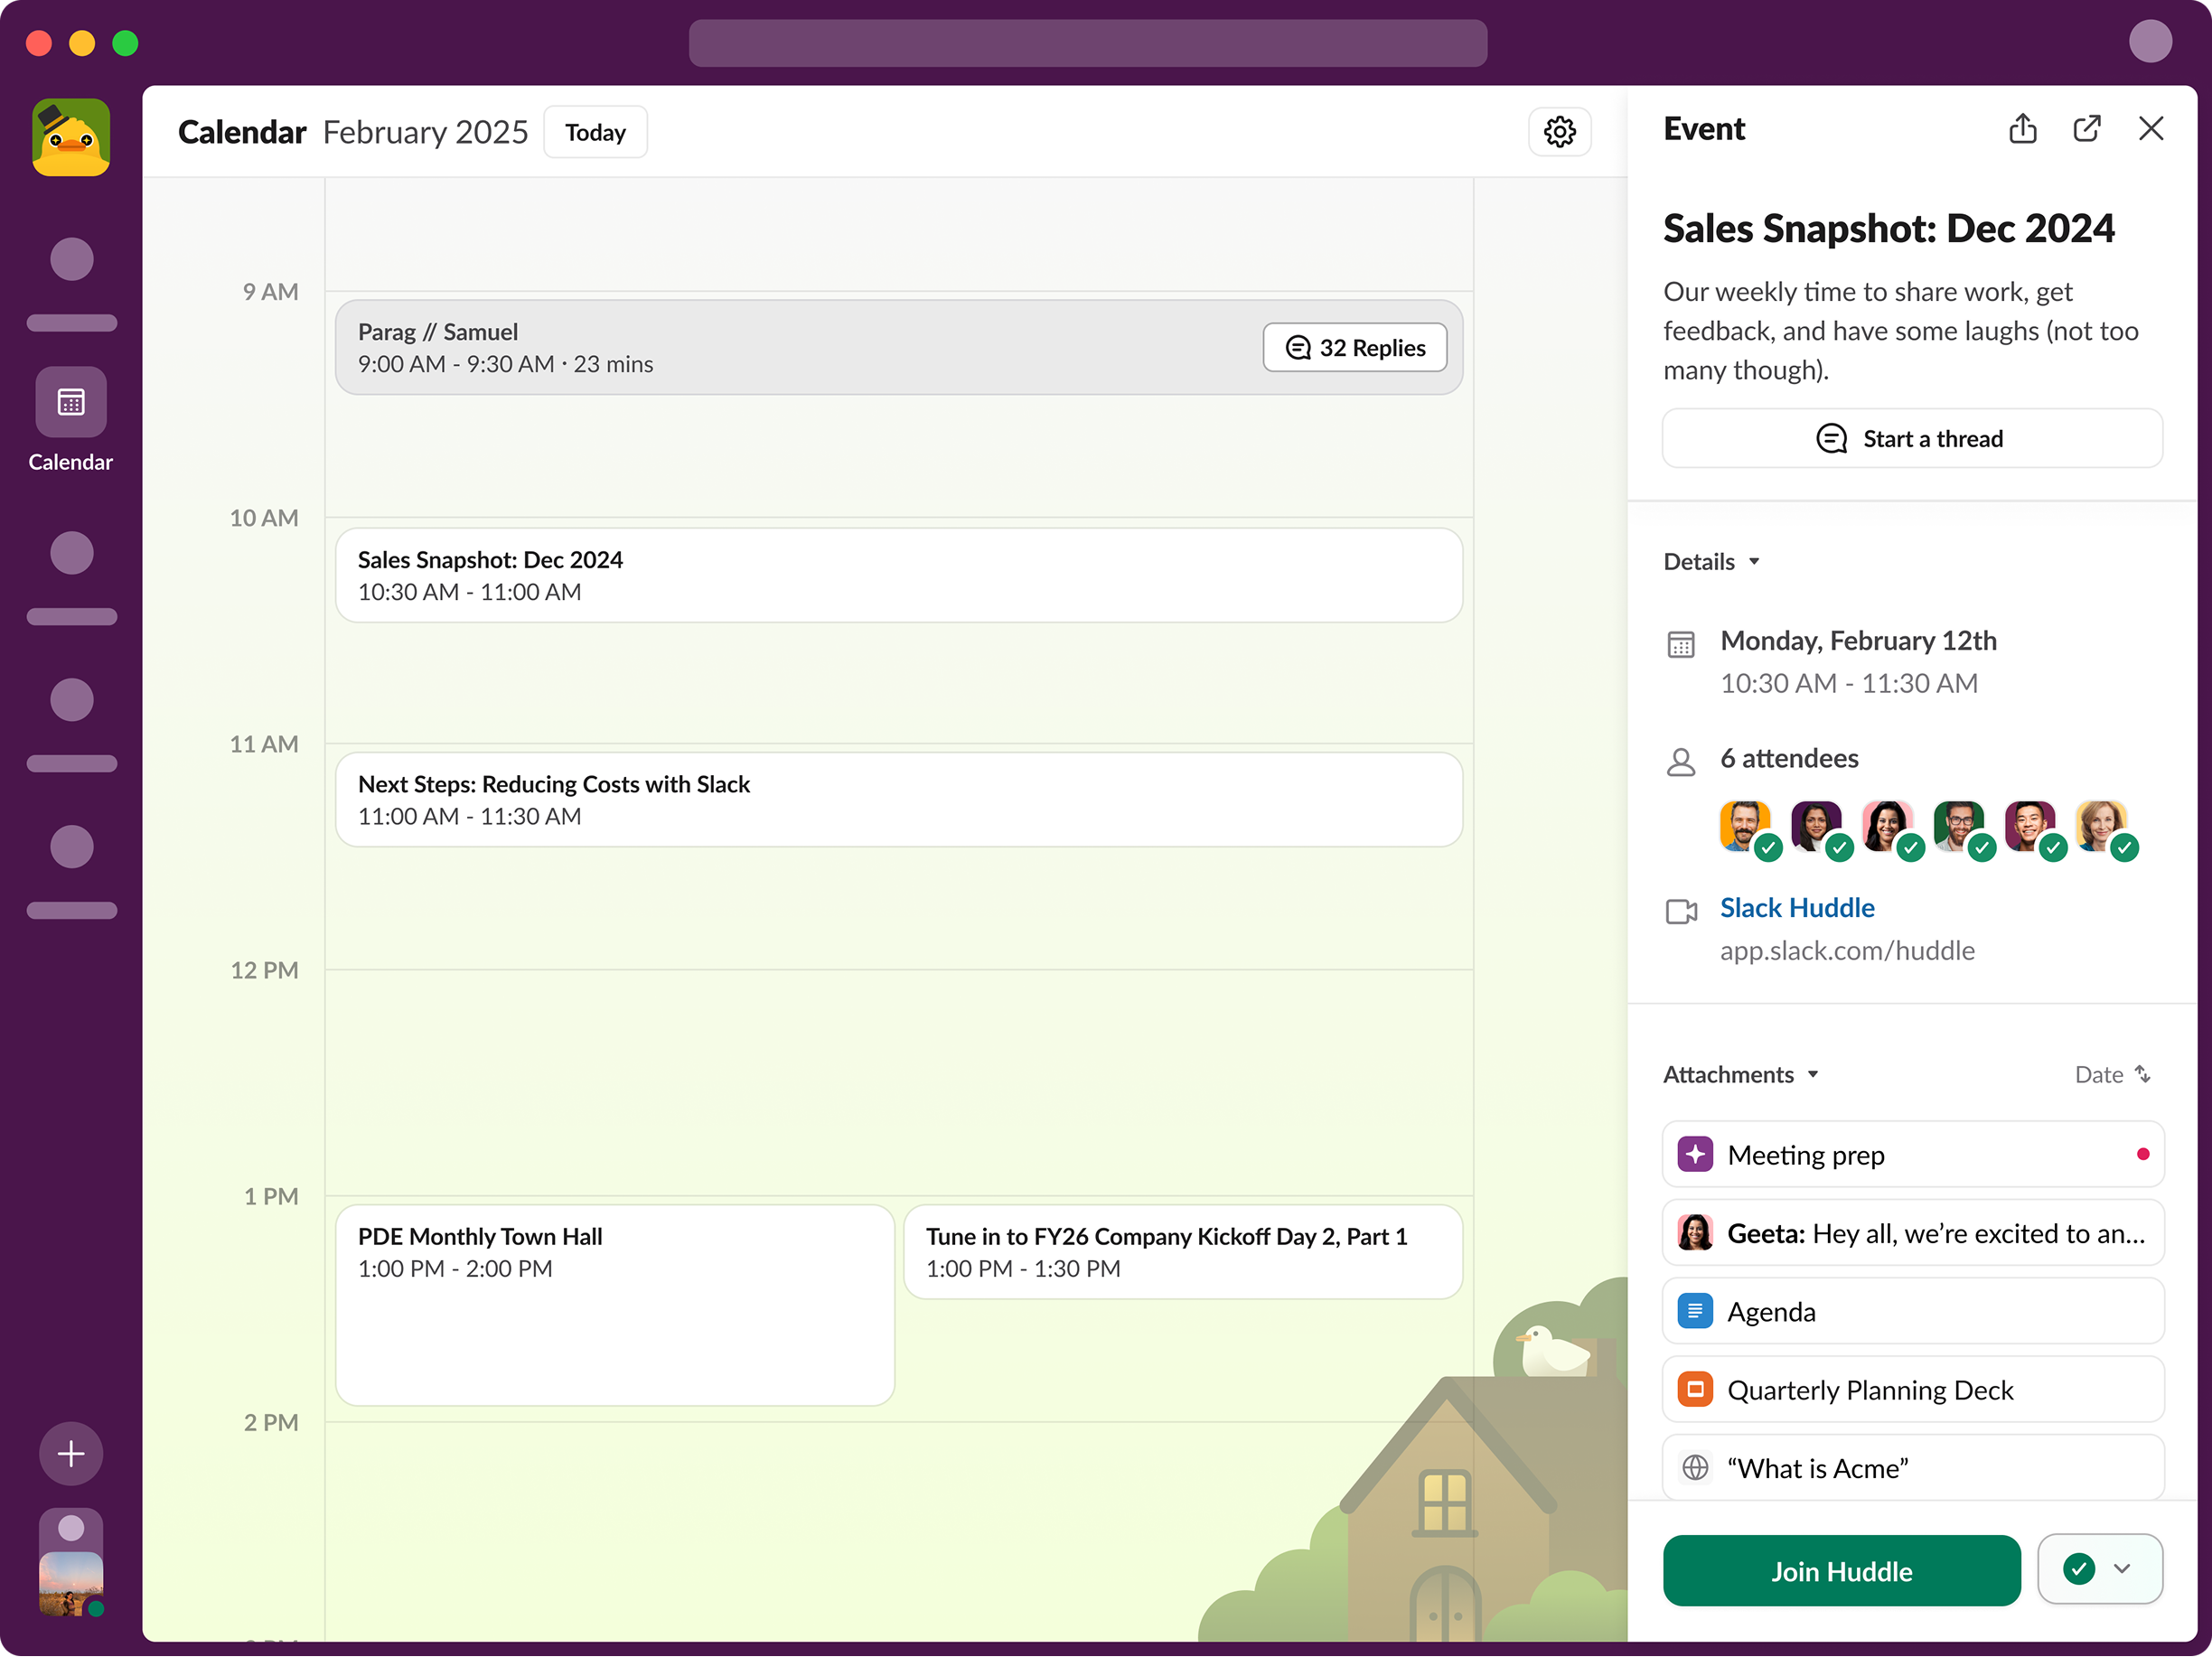 Calendar February 2025 Today
Calendar
9 AM
Parag // Samuel
9:00 AM - 9:30 AM · 23 mins
32 Replies
10 AM
Sales Snapshot: Dec 2024
10:30 AM - 11:00 AM
11 AM
Next Steps: Reducing Costs with Slack
11:00 AM - 11:30 AM
12 PM
1 PM
PDE Monthly Town Hall
1:00 PM - 2:00 PM
Tune in to FY26 Company Kickoff Day 2, Part 1
1:00 PM - 1:30 PM
2 PM
Event
Sales Snapshot: Dec 2024
Our weekly time to share work, get
feedback, and have some laughs (not too
many though).
Start a thread
Details
Monday, February 12th
10:30 AM - 11:30 AM
6 attendees
Slack Huddle
app.slack.com/huddle
Attachments Date
Meeting prep
Geeta: Hey all, we’re excited to an...
Agenda
Quarterly Planning Deck
“What is Acme”
Join Huddle